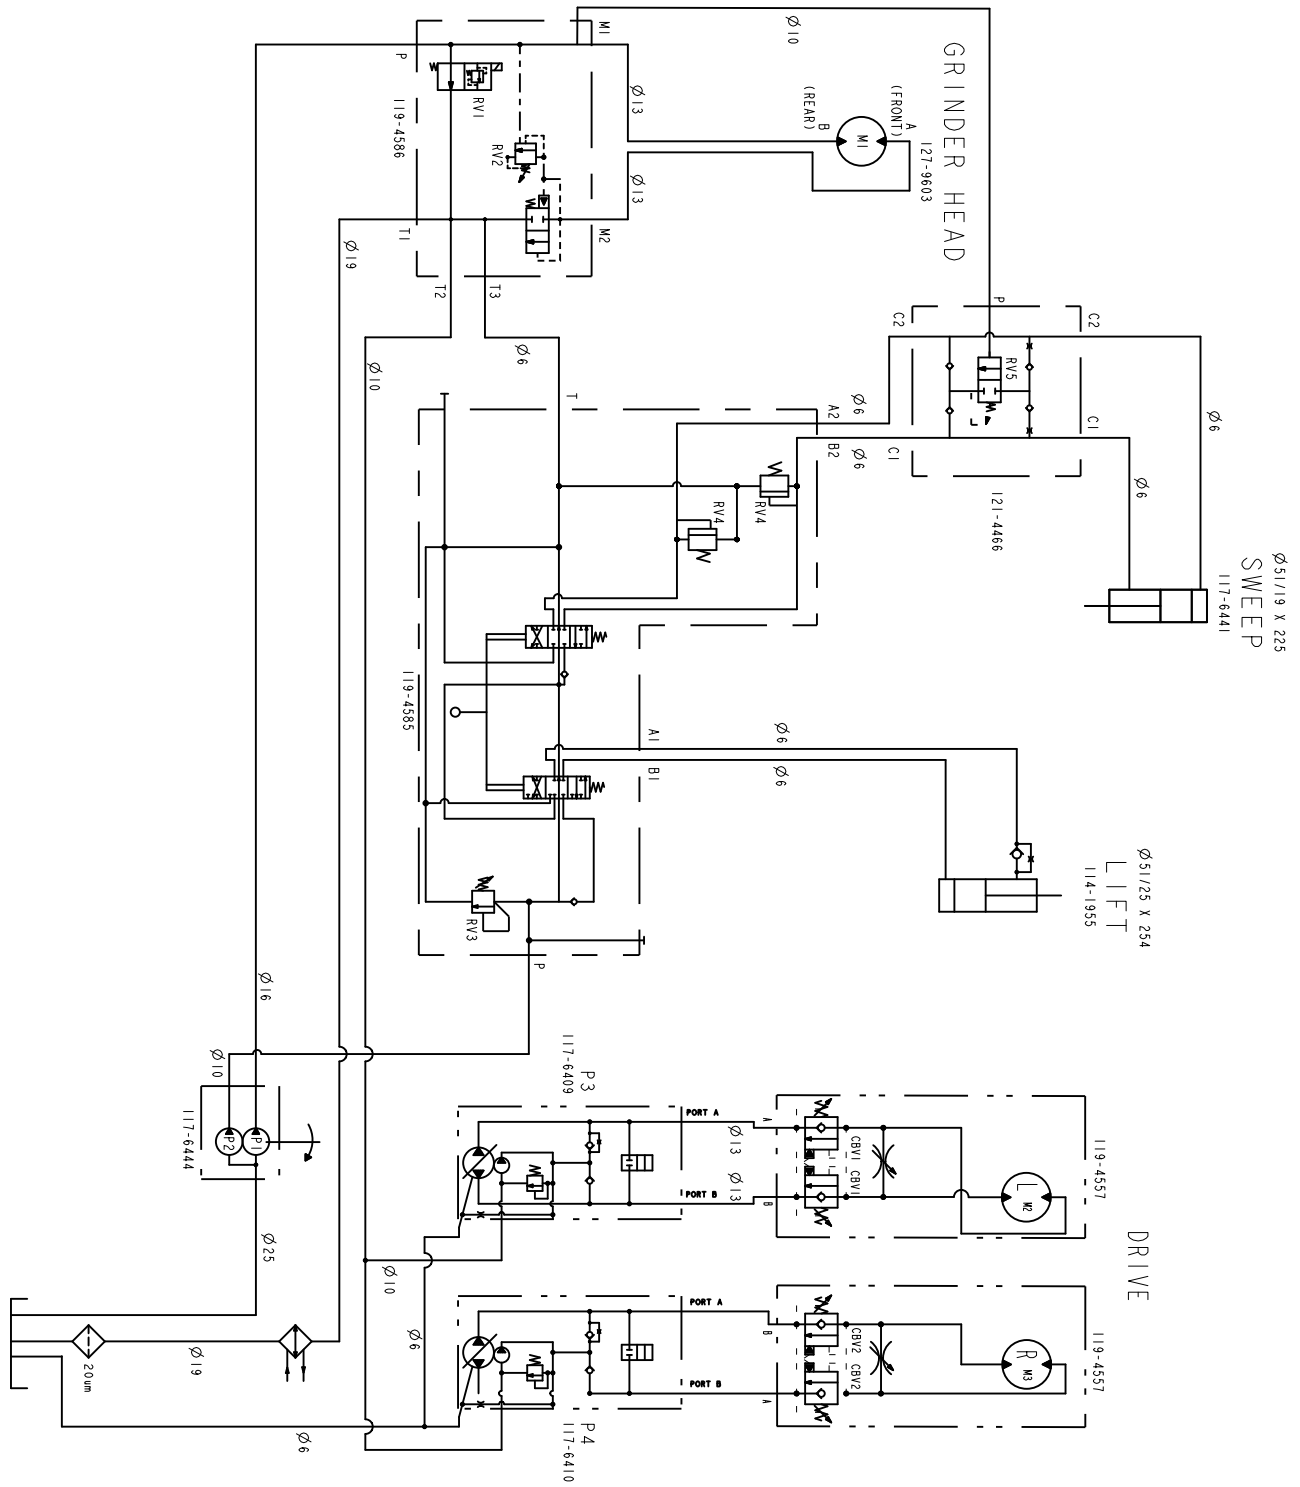 GRINDER HEAD
M1
Ø10
P
RV1
119-4586
RV2
Ø13
Ø13
(FRONT)
A
B
(REAR)
M1
127-9603
T1
M2
T2
T3
Ø19
Ø10
Ø6
P
C2
C2
RV5
C1
C1
121-4466
Ø6
Ø6
A2
Ø6
B2
Ø6
T
RV4
RV4
SWEEP
Ø51/19 X 225
117-6441
119-4585
A1
B1
Ø6
Ø6
LIFT
Ø51/25 X 254
114-1955
RV3
P
Ø16
Ø10
P1
P2
117-6444
Ø25
Ø19
20um
Ø6
Ø10
Ø6
P3
117-6409
PORT A
PORT B
A
Ø13
Ø13
B
CBV1
CBV1
L
M2
119-4557
DRIVE
P4
117-6410
PORT A
PORT B
B
A
CBV2
CBV2
R
M3
119-4557